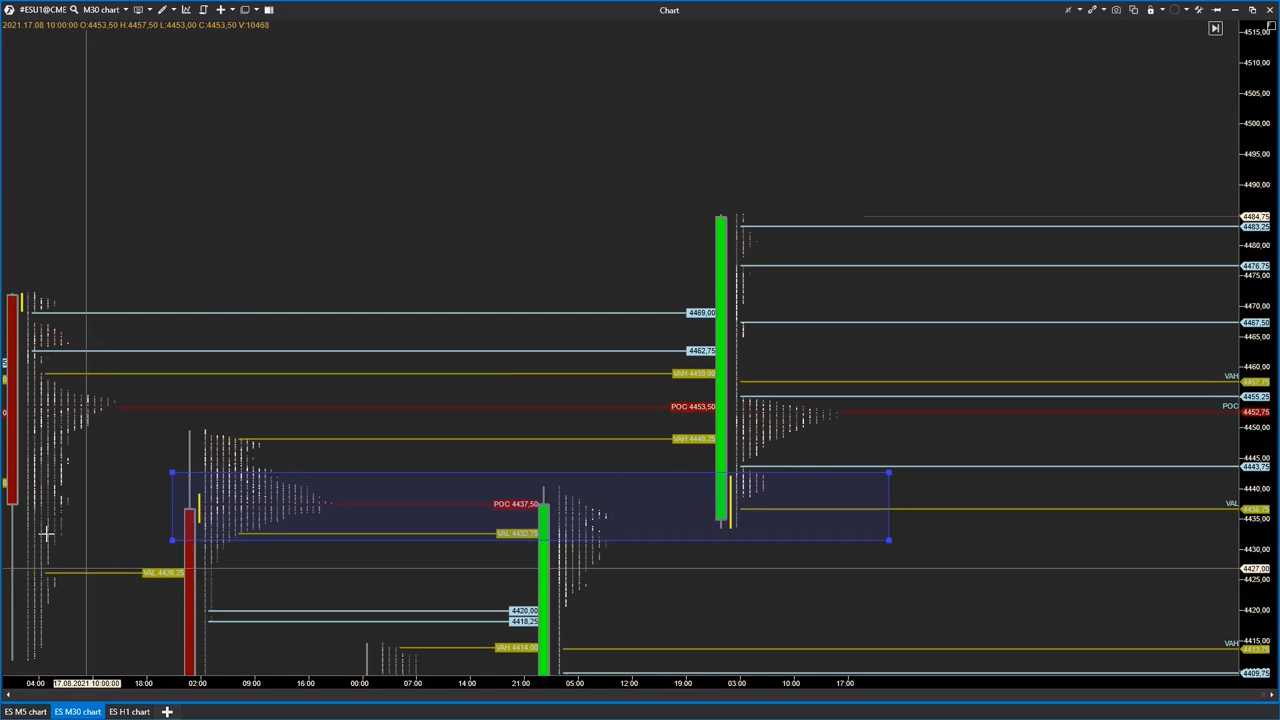 #ESU1@CME M30 chart Chart
2021.17.08 10:00:00 O:4453,50 H:4457,50 L:4453,00 C:4453,50 V:10468
4515,00
4510,00
4505,00
4500,00
4495,00
4490,00
4484,75
4483,25
4480,00
4476,75
4475,00
4470,00
4469,00
4467,50
4465,00
4462,75
4460,00
VAH 4459,00
VAH
4457,75
4455,25
POC 4453,50
POC
4452,75
4450,00
VAH 4440,25
4445,00
4443,75
4440,00
POC 4437,50
VAL
4436,75
4435,00
VAL 4432,75
4430,00
4427,00
VAL 4426,25
4425,00
4420,00
4420,00
4418,25
4415,00
VAH 4414,00
VAH
4413,75
4409,75
04:00 17.08.2021 10:00:00 18:00 02:00 09:00 16:00 00:00 07:00 14:00 21:00 05:00 12:00 19:00 03:00 10:00 17:00
ES M5 chart ES M30 chart ES H1 chart